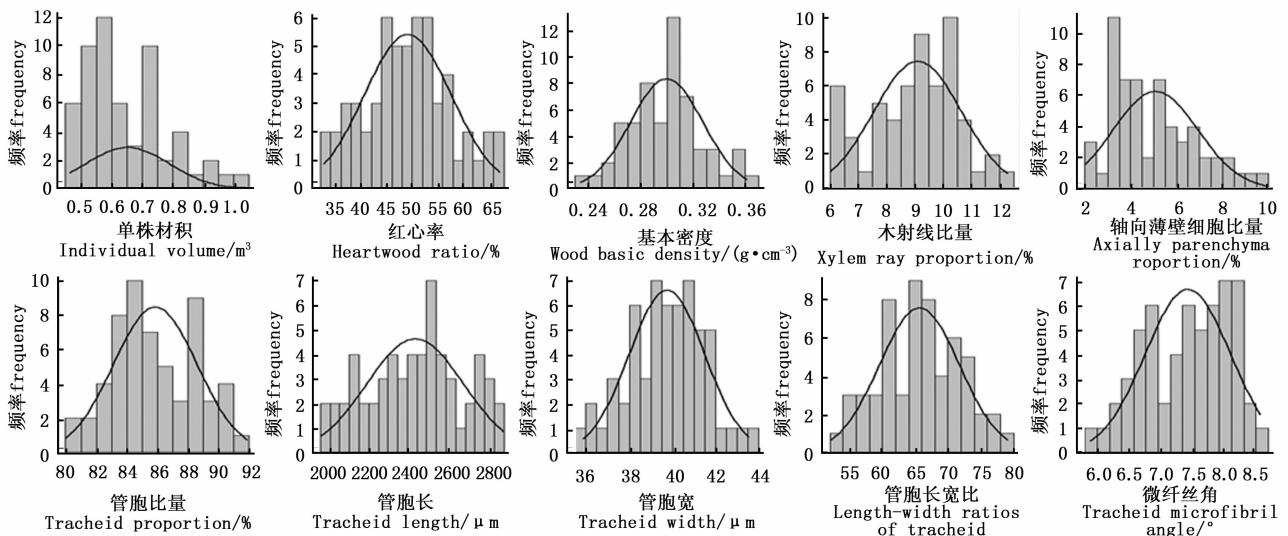 12
10
8
6
4
2
0
频率frequency
0.5 0.6 0.7 0.8 0.9 1.0
单株材积
Individual volume/m³
6
5
4
3
2
1
0
频率frequency
35 40 45 50 55 60 65
红心率
Heartwood ratio/%
12
10
8
6
4
2
0
频率frequency
0.24 0.28 0.32 0.36
基本密度
Wood basic density/(g•cm⁻³)
10
8
6
4
2
0
频率frequency
6 7 8 9 10 11 12
木射线比量
Xylem ray proportion/%
10
8
6
4
2
0
频率frequency
2 4 6 8 10
轴向薄壁细胞比量
Axially parenchyma
roportion/%
10
8
6
4
2
0
频率frequency
80 82 84 86 88 90 92
管胞比量
Tracheid proportion/%
7
6
5
4
3
2
1
0
频率frequency
2000 2200 2400 2600 2800
管胞长
Tracheid length/μm
7
6
5
4
3
2
1
0
频率frequency
36 38 40 42 44
管胞宽
Tracheid width/μm
8
6
4
2
0
频率frequency
55 60 65 70 75 80
管胞长宽比
Length-width ratios
of tracheid
7
6
5
4
3
2
1
0
频率frequency
6.0 6.5 7.0 7.5 8.0 8.5
微纤丝角
Tracheid microfibril
angle/°